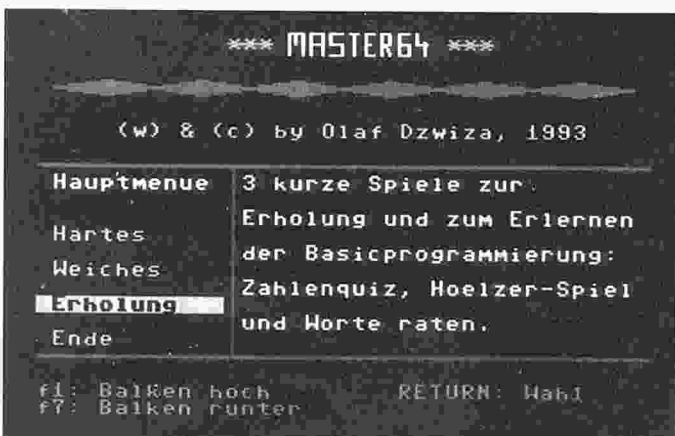 *** MASTER64 ***
(w) & (c) by Olaf Dzwiza, 1993
Hauptmenue
Hartes
Weiches
Erholung
Ende
3 kurze Spiele zur
Erholung und zum Erlernen
der Basicprogrammierung:
Zahlenquiz, Hoelzer-Spiel
und Worte raten.
f1: Balken hoch
f7: Balken runter
RETURN: Wahl